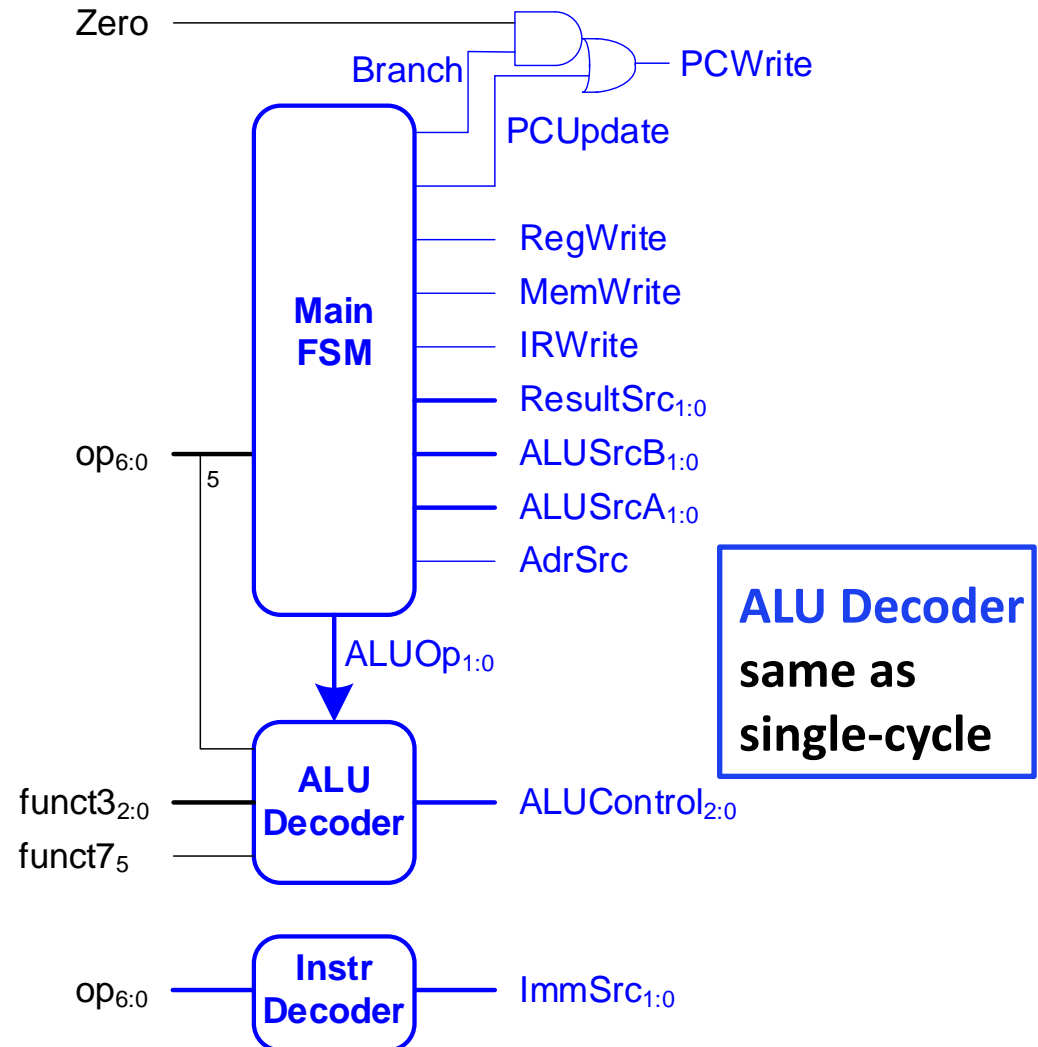 Zero
Branch
PCWrite
PCUpdate
RegWrite
MemWrite
Main
FSM
IRWrite
ResultSrc1:0
op6:0
5
ALUSrcB1:0
ALUSrcA1:0
AdrSrc
ALUOp1:0
ALU Decoder
same as
single-cycle
funct32:0
funct75
ALU
Decoder
ALUControl2:0
op6:0
Instr
Decoder
ImmSrc1:0